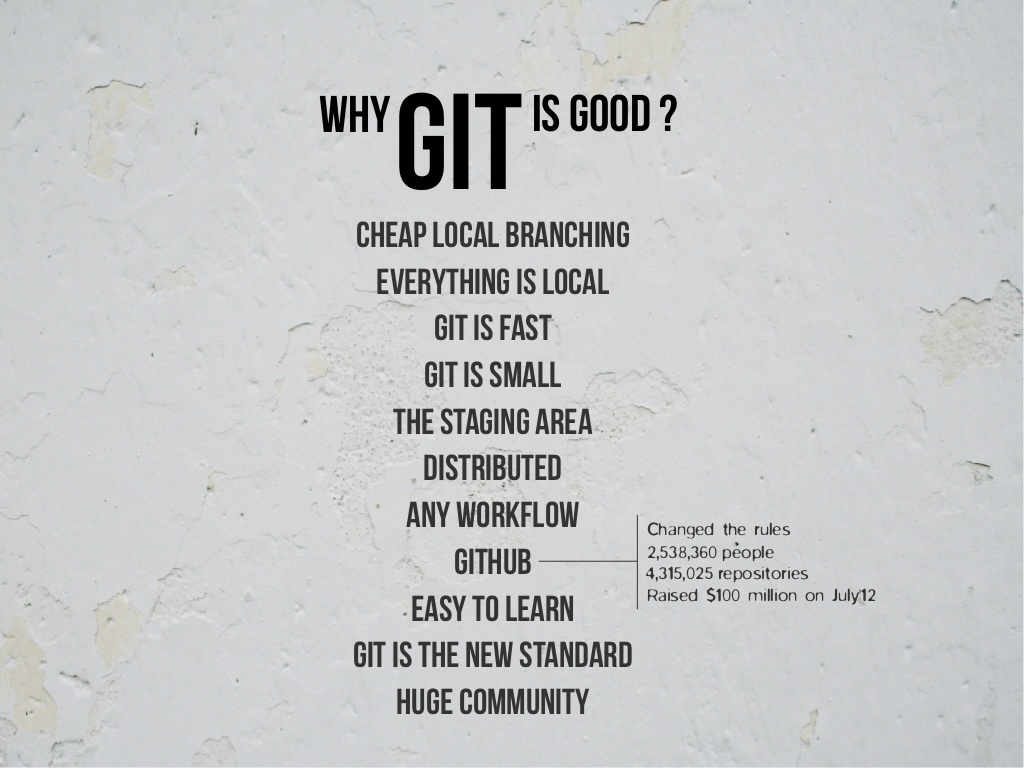 WHY GIT IS GOOD ?
CHEAP LOCAL BRANCHING
EVERYTHING IS LOCAL
GIT IS FAST
GIT IS SMALL
THE STAGING AREA
DISTRIBUTED
ANY WORKFLOW
GITHUB
Changed the rules
2,538,360 people
4,315,025 repositories
Raised $100 million on July'12
EASY TO LEARN
GIT IS THE NEW STANDARD
HUGE COMMUNITY